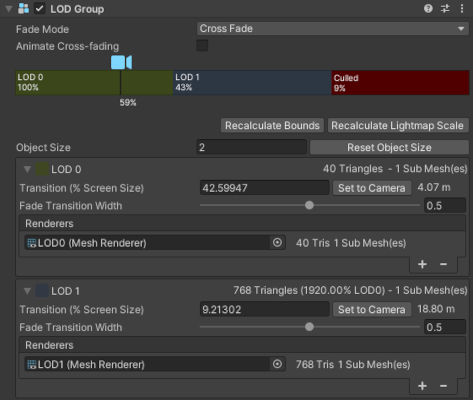 LOD Group
Fade Mode Cross Fade
Animate Cross-fading
LOD 0 LOD 1 Culled
100% 43% 9%
59%
Recalculate Bounds Recalculate Lightmap Scale
Object Size 2 Reset Object Size
LOD 0 40 Triangles - 1 Sub Mesh(es)
Transition (% Screen Size) 42.59947 Set to Camera 4.07 m
Fade Transition Width 0.5
Renderers
LOD0 (Mesh Renderer) 40 Tris 1 Sub Mesh(es)
+ -
LOD 1 768 Triangles (1920.00% LOD0) - 1 Sub Mesh(es)
Transition (% Screen Size) 9.21302 Set to Camera 18.80 m
Fade Transition Width 0.5
Renderers
LOD1 (Mesh Renderer) 768 Tris 1 Sub Mesh(es)
+ -